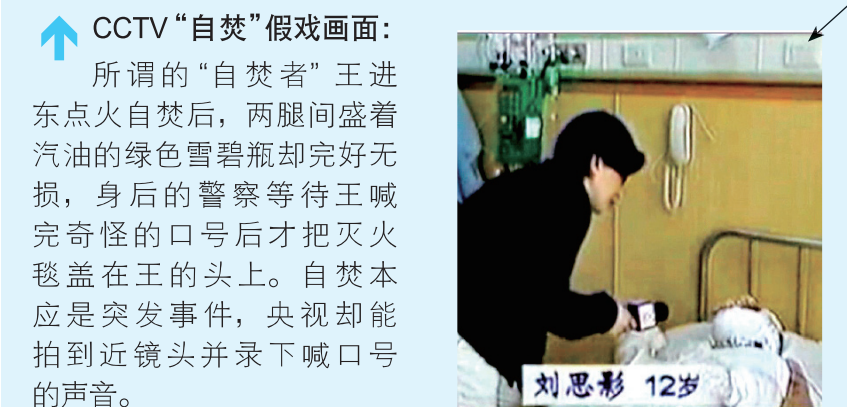 CCTV “自焚”假戏画面：
所谓的“自焚者”王进
东点火自焚后，两腿间盛着
汽油的绿色雪碧瓶却完好无
损，身后的警察等待王喊
完奇怪的口号后才把灭火
毯盖在王的头上。自焚本
应是突发事件，央视却能
拍到近镜头并录下喊口号
的声音。
刘思影 12岁